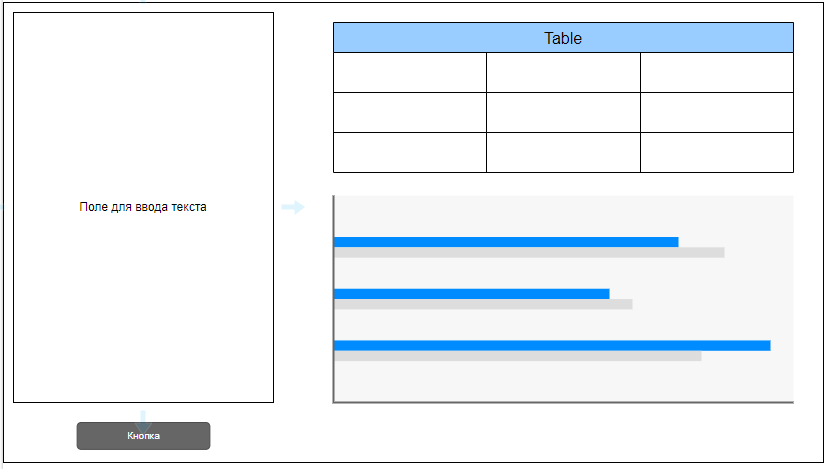 Table
Поле для ввода текста
Кнопка